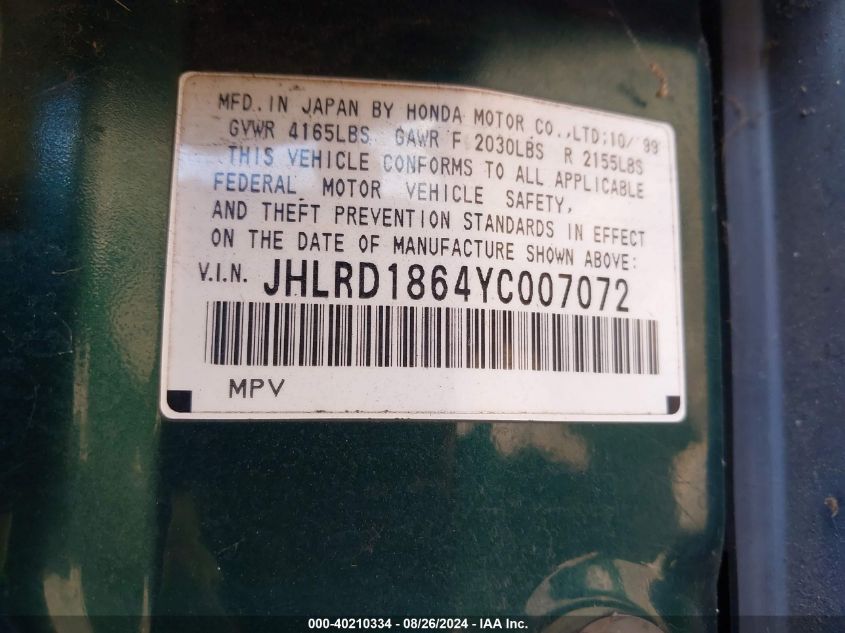 MFD. IN JAPAN BY HONDA MOTOR CO.,LTD;10/'99
GVWR 4165LBS GAWR F 2030LBS R 2155LBS
THIS VEHICLE CONFORMS TO ALL APPLICABLE
FEDERAL MOTOR VEHICLE SAFETY,
AND THEFT PREVENTION STANDARDS IN EFFECT
ON THE DATE OF MANUFACTURE SHOWN ABOVE:
V.I.N. JHLRD1864YC007072
MPV
000-40210334 - 08/26/2024 - IAA Inc.